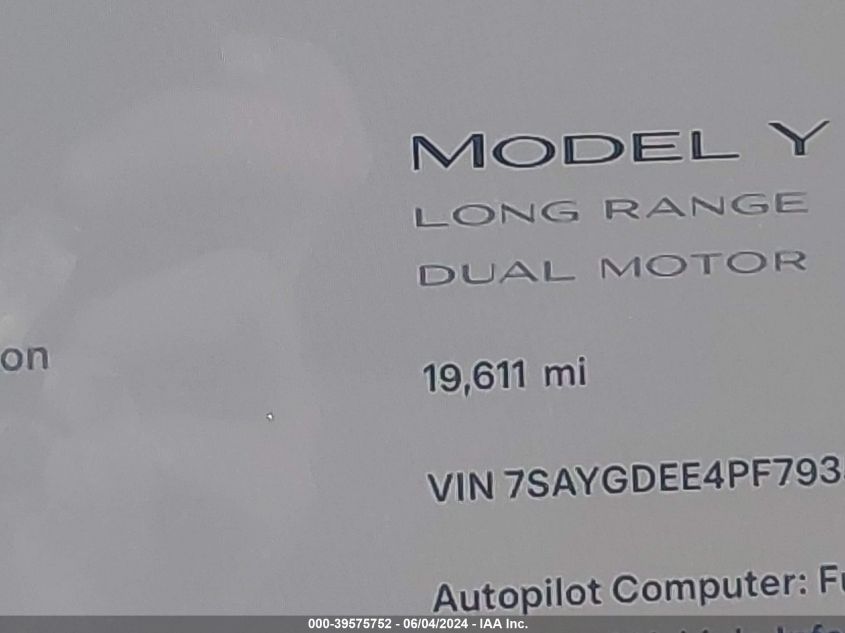 MODEL Y
LONG RANGE
DUAL MOTOR
on
19,611 mi
VIN 7SAYGDEE4PF793
Autopilot Computer:
000-39575752 - 06/04/2024 - IAA Inc.